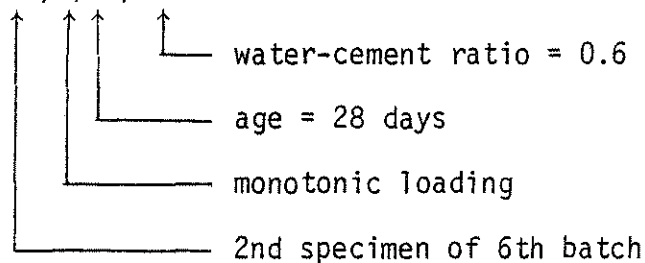 water-cement ratio = 0.6
age = 28 days
monotonic loading
2nd specimen of 6th batch